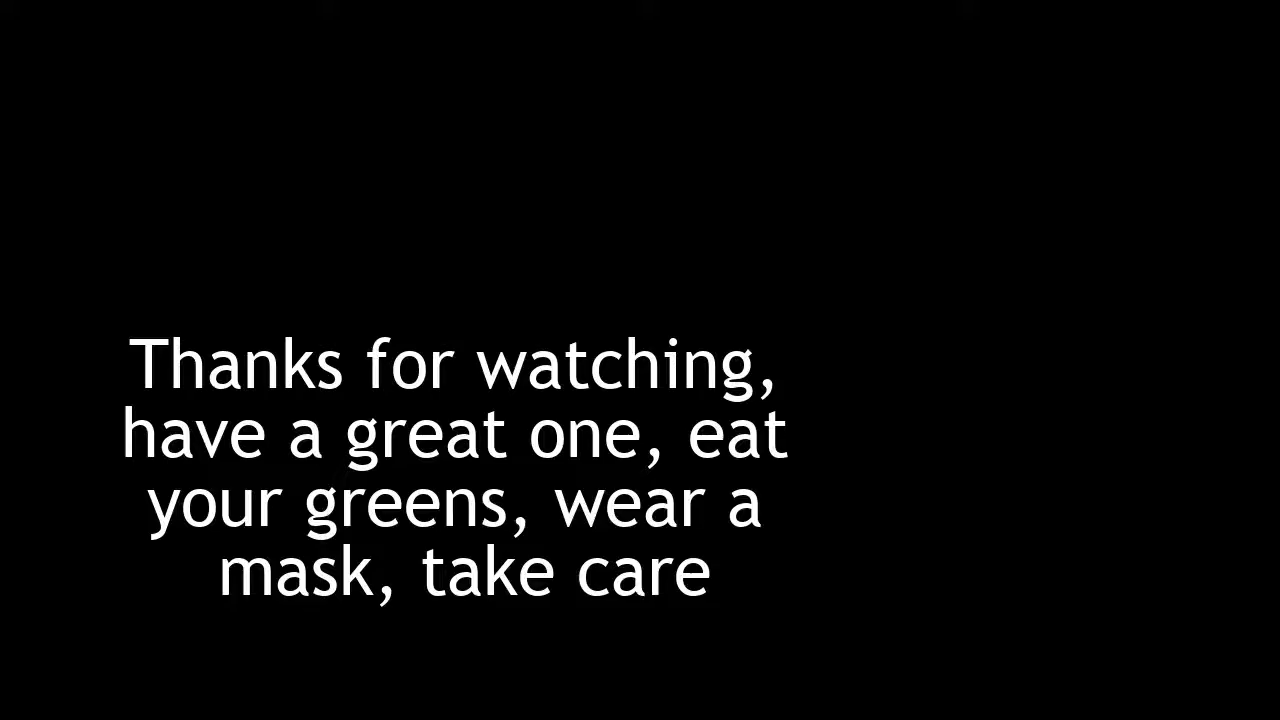 Thanks for watching,
have a great one, eat
your greens, wear a
mask, take care